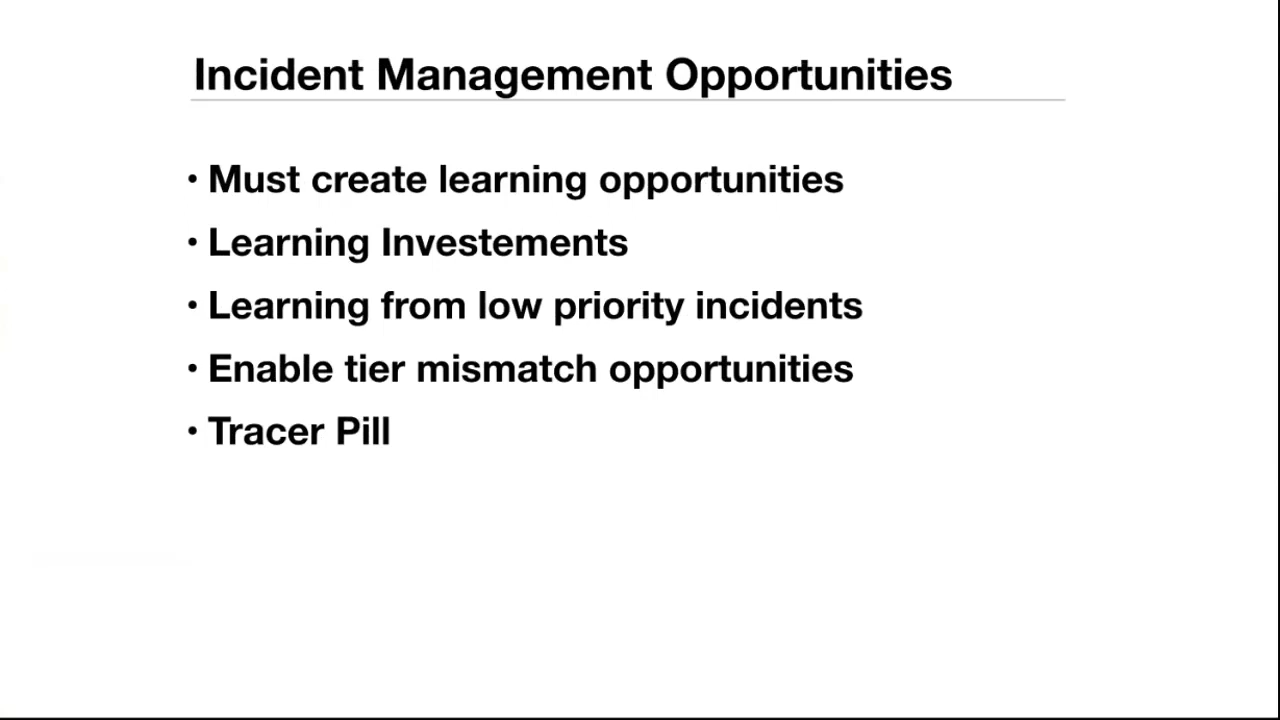 Incident Management Opportunities
• Must create learning opportunities
• Learning Investements
• Learning from low priority incidents
• Enable tier mismatch opportunities
• Tracer Pill